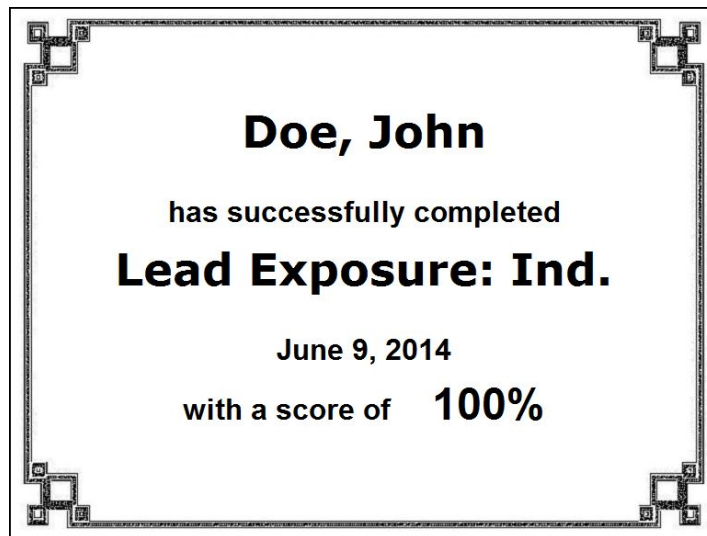 Doe, John
has successfully completed
Lead Exposure: Ind.
June 9, 2014
with a score of 100%